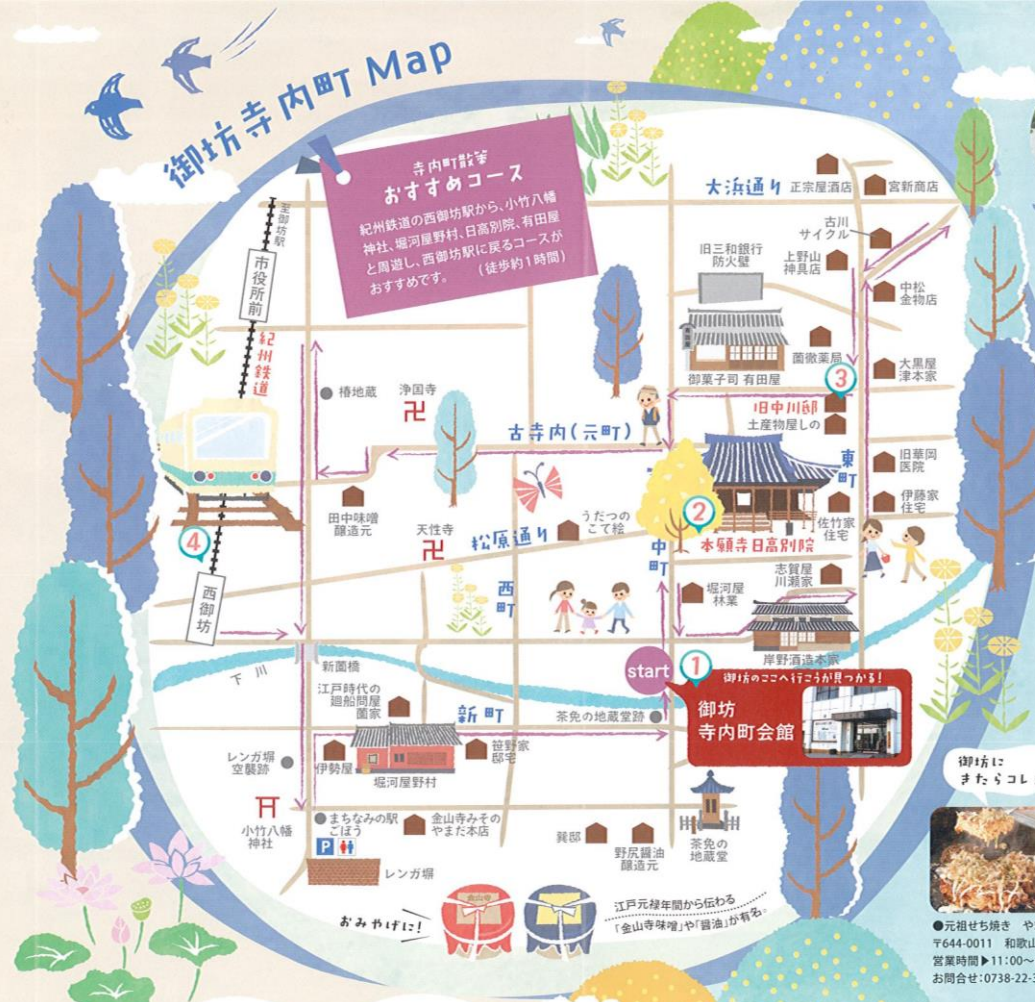 御坊寺内町 Map
寺内町散策
おすすめコース
紀州鉄道の西御坊駅から、小竹八幡
神社、堀河屋野村、日高別院、有田屋
と周遊し、西御坊駅に戻るコースが
おすすめです。 (徒歩約1時間)
大浜通り
正宗屋酒店
宮新商店
古川
サイクル
上野山
神具店
旧三和銀行
防火壁
中松
金物店
至御坊駅
市役所前
紀州鉄道
有田屋
御菓子司 有田屋
薗徹薬局
大黒屋
津本家
3
旧中川邸
土産物屋しの
椿地蔵
浄国寺
卍
古寺内(元町)
東町
旧華岡
医院
伊藤家
住宅
佐竹家
住宅
田中味噌
醸造元
天性寺
卍
松原通り
うだつの
こて絵
2
本願寺日高別院
中町
4
西御坊
西町
堀河屋
林業
志賀屋
川瀬家
岸野酒造本家
下川
新薗橋
start
1
御坊のここへ行こうが見つかる!
御坊
寺内町会館
江戸時代の
廻船問屋
薗家
新町
茶免の地蔵堂跡
レンガ塀
空襲跡
伊勢屋
堀河屋野村
笹野家
邸宅
小竹八幡
神社
まちなみの駅
ごぼう
P
金山寺みその
やまだ本店
レンガ塀
巽邸
野尻醤油
醸造元
茶免の
地蔵堂
おみやげに!
金山寺
江戸元禄年間から伝わる
「金山寺味噌」や「醤油」が有名。
御坊に
きたらコレ
●元祖せち焼き や
〒644-0011 和歌山
営業時間▶11:00〜
お問合せ:0738-22-